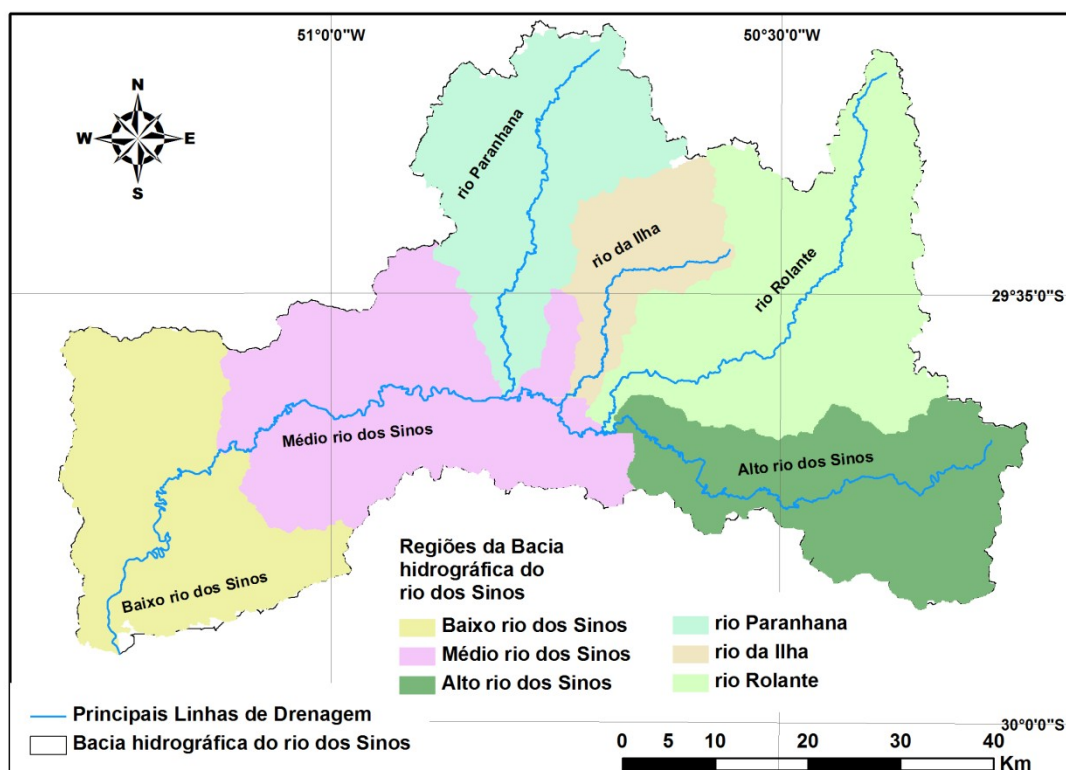 51°0'0"W
50°30'0"W
N
W E
S
rio Paranhana
rio da Ilha
rio Rolante
29°35'0"S
Médio rio dos Sinos
Alto rio dos Sinos
Baixo rio dos Sinos
Regiões da Bacia
hidrográfica do
rio dos Sinos
Baixo rio dos Sinos
Médio rio dos Sinos
Alto rio dos Sinos
rio Paranhana
rio da Ilha
rio Rolante
Principais Linhas de Drenagem
Bacia hidrográfica do rio dos Sinos
30°0'0"S
0 5 10 20 30 40
Km